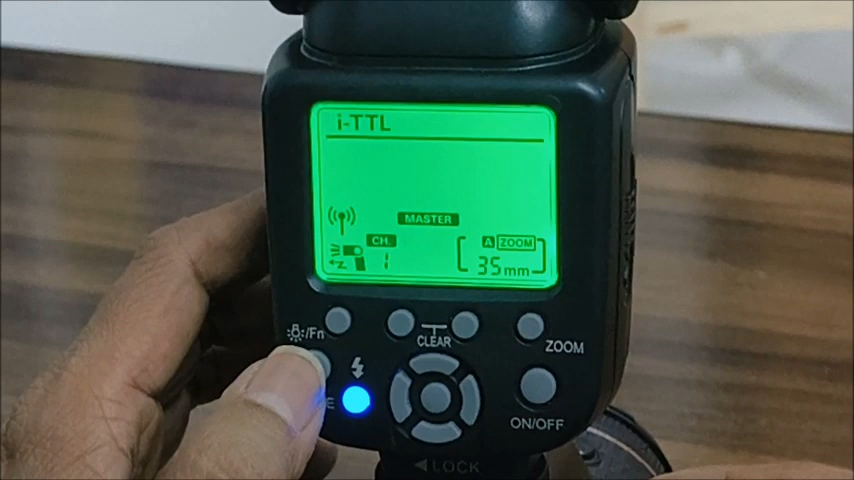 i-TTL
MASTER
CH.
1
A ZOOM
35mm
/Fn
CLEAR
ZOOM
E
ON/OFF
◄LOCK